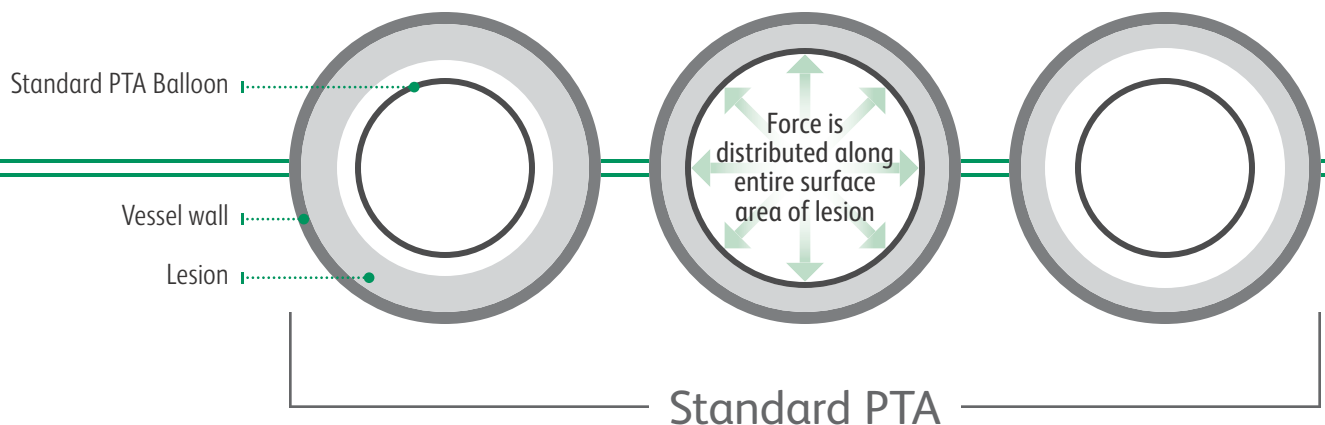 Standard PTA Balloon
Vessel wall
Lesion
Force is
distributed along
entire surface
area of lesion
Standard PTA